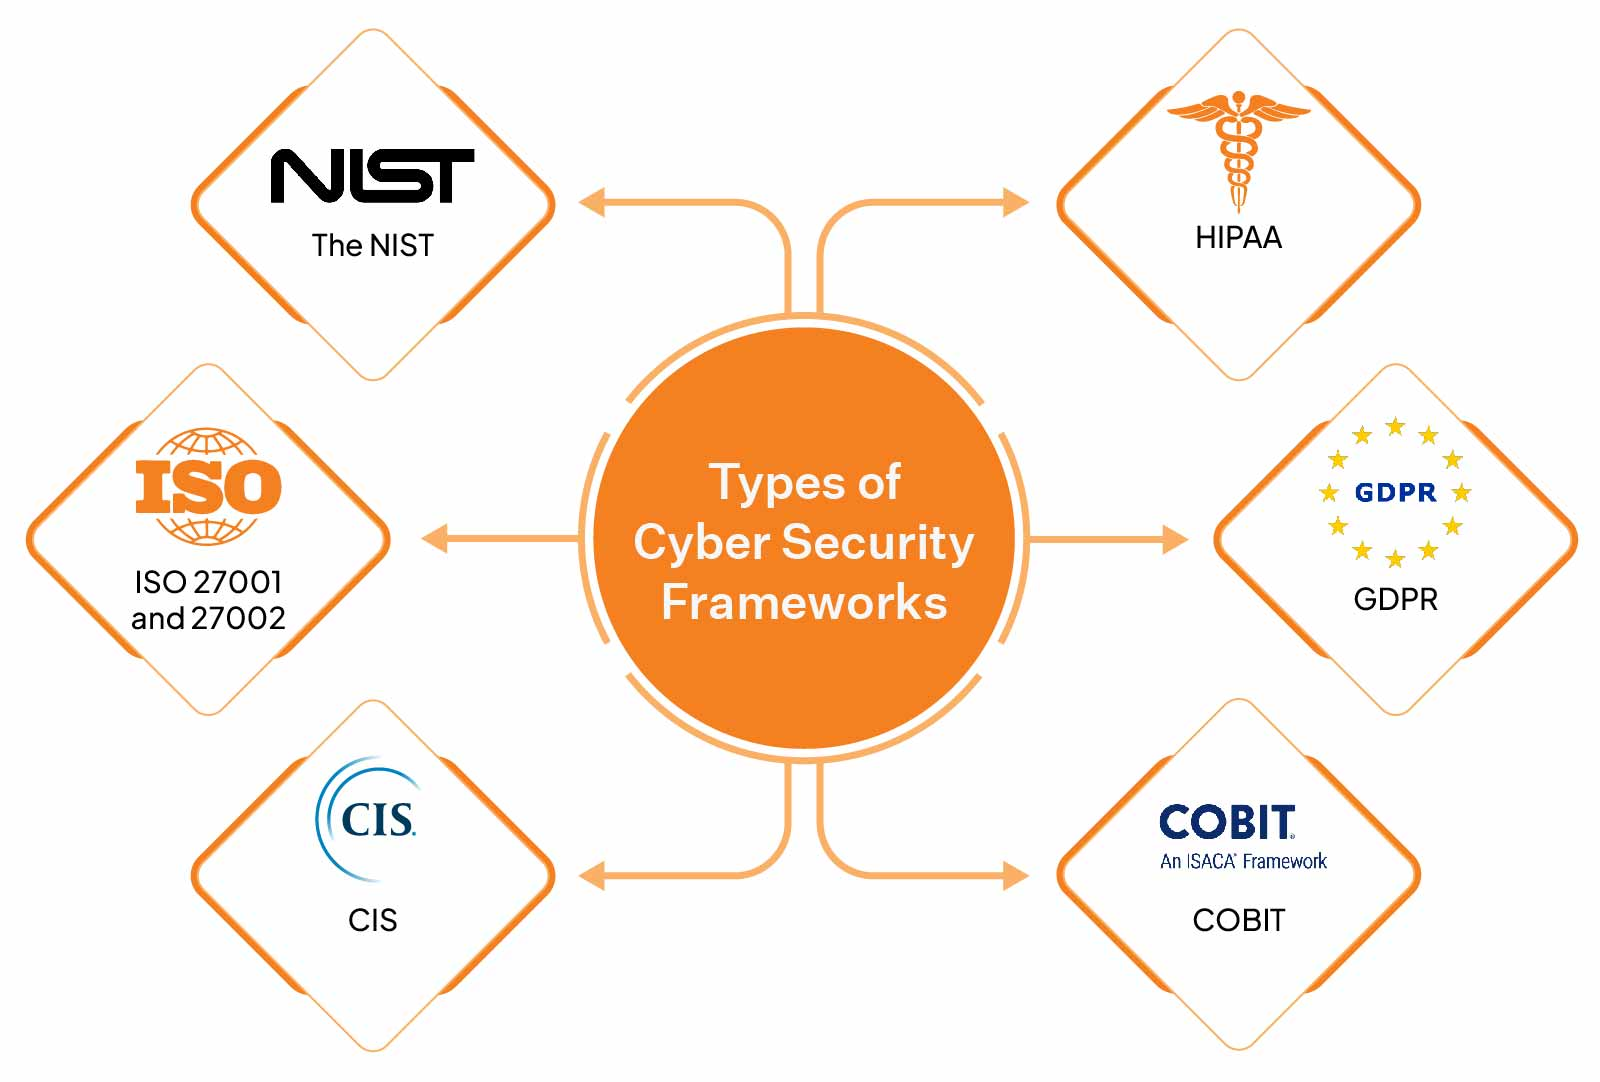 NIST
The NIST
HIPAA
ISO
ISO 27001
and 27002
Types of
Cyber Security
Frameworks
GDPR
GDPR
CIS.
CIS
COBIT®
An ISACA® Framework
COBIT